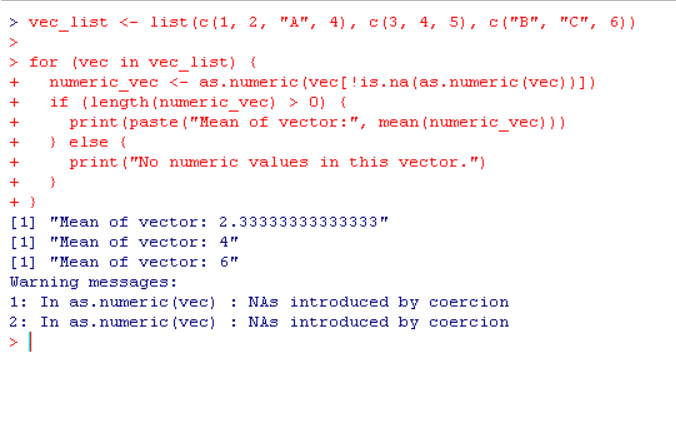 > vec_list <- list(c(1, 2, "A", 4), c(3, 4, 5), c("B", "C", 6))
>
> for (vec in vec_list) {
+   numeric_vec <- as.numeric(vec[!is.na(as.numeric(vec))])
+   if (length(numeric_vec) > 0) {
+     print(paste("Mean of vector:", mean(numeric_vec)))
+   } else {
+     print("No numeric values in this vector.")
+   }
+ }
[1] "Mean of vector: 2.33333333333333"
[1] "Mean of vector: 4"
[1] "Mean of vector: 6"
Warning messages:
1: In as.numeric(vec) : NAs introduced by coercion
2: In as.numeric(vec) : NAs introduced by coercion
>